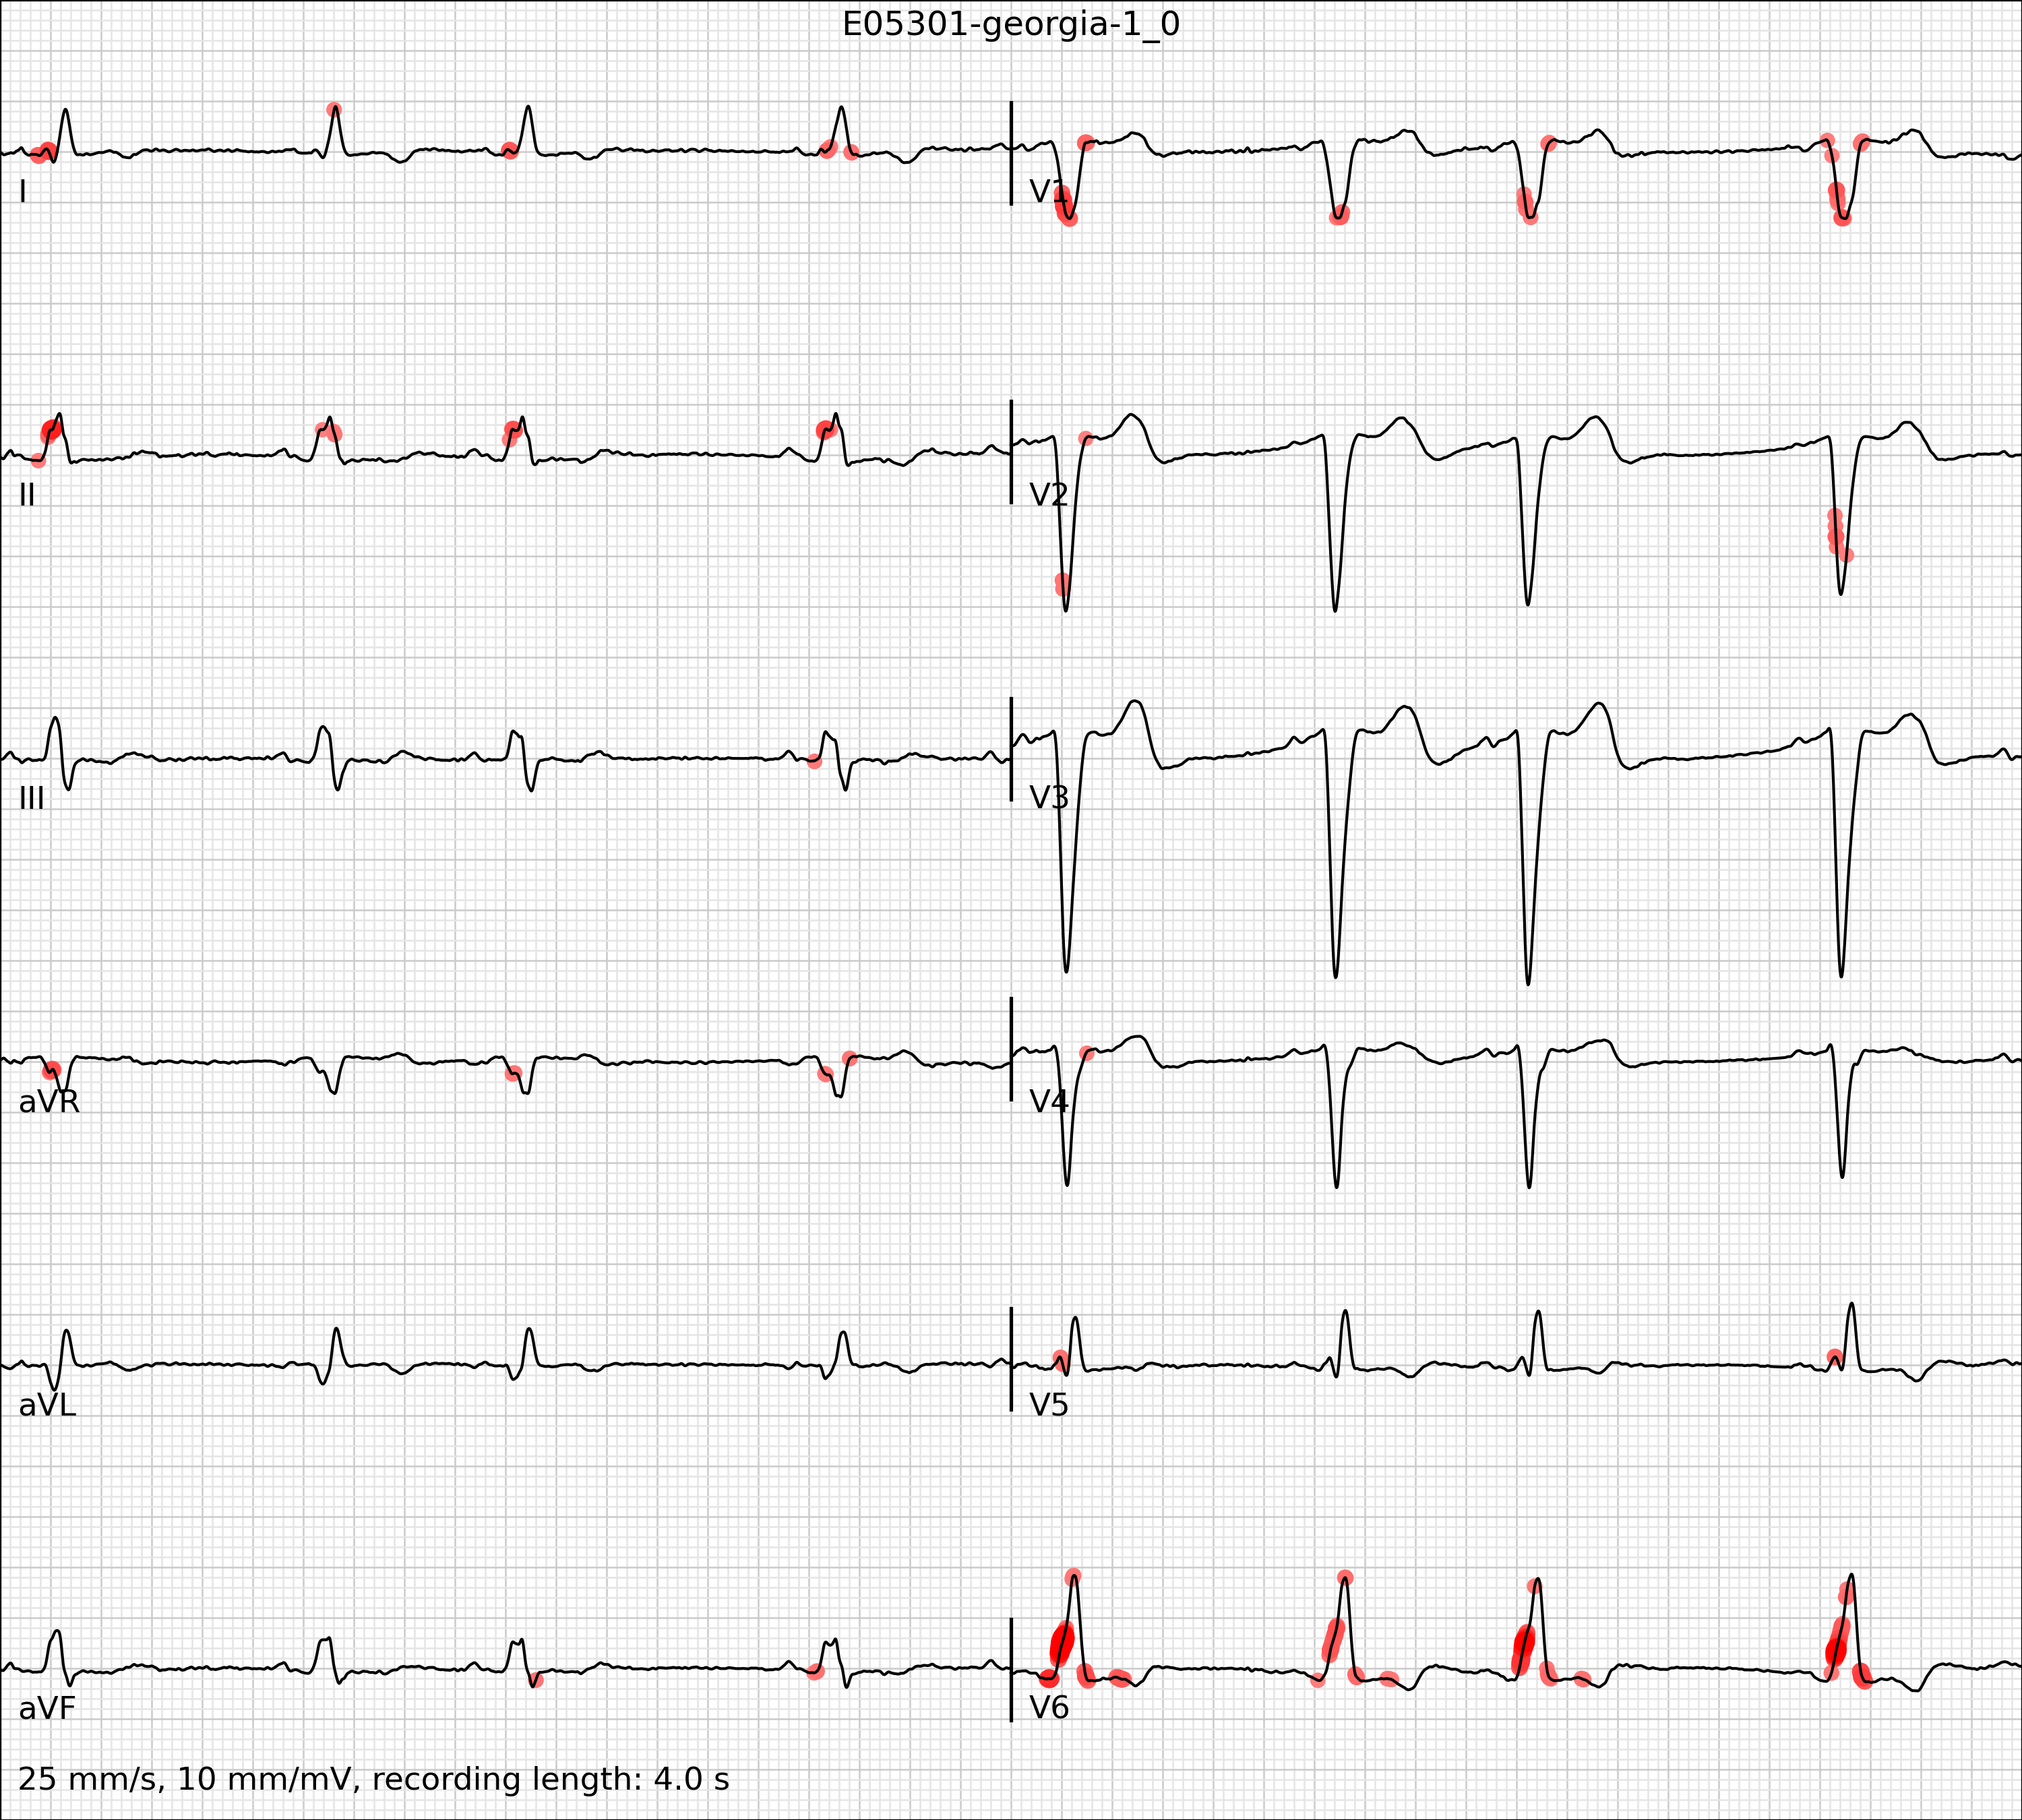 E05301-georgia-1_0
I
V1
II
V2
III
V3
aVR
V4
aVL
V5
aVF
V6
25 mm/s, 10 mm/mV, recording length: 4.0 s